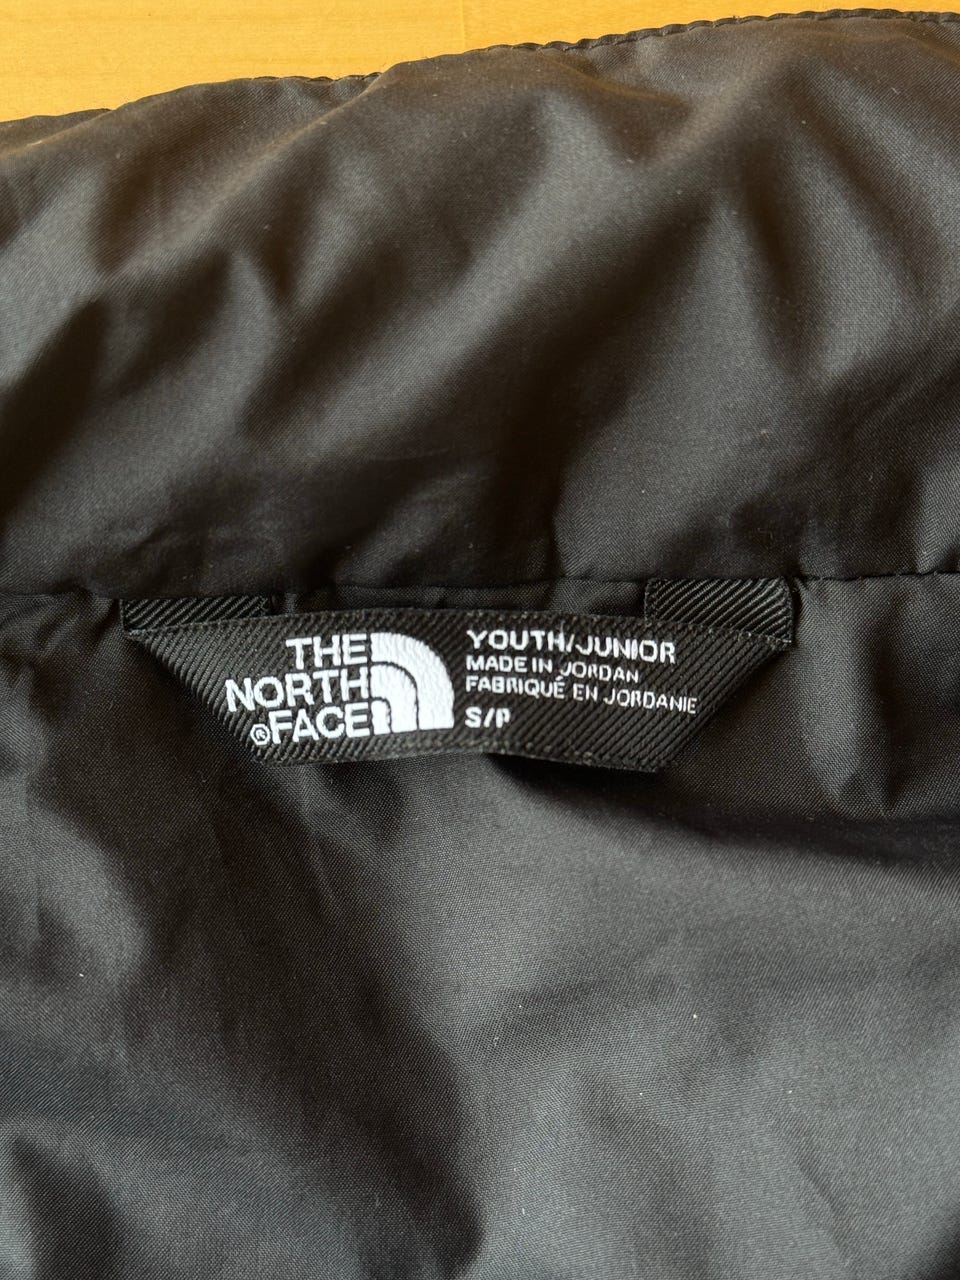 THE
NORTH
®FACE
YOUTH/JUNIOR
MADE IN JORDAN
FABRIQUÉ EN JORDANIE
S/P